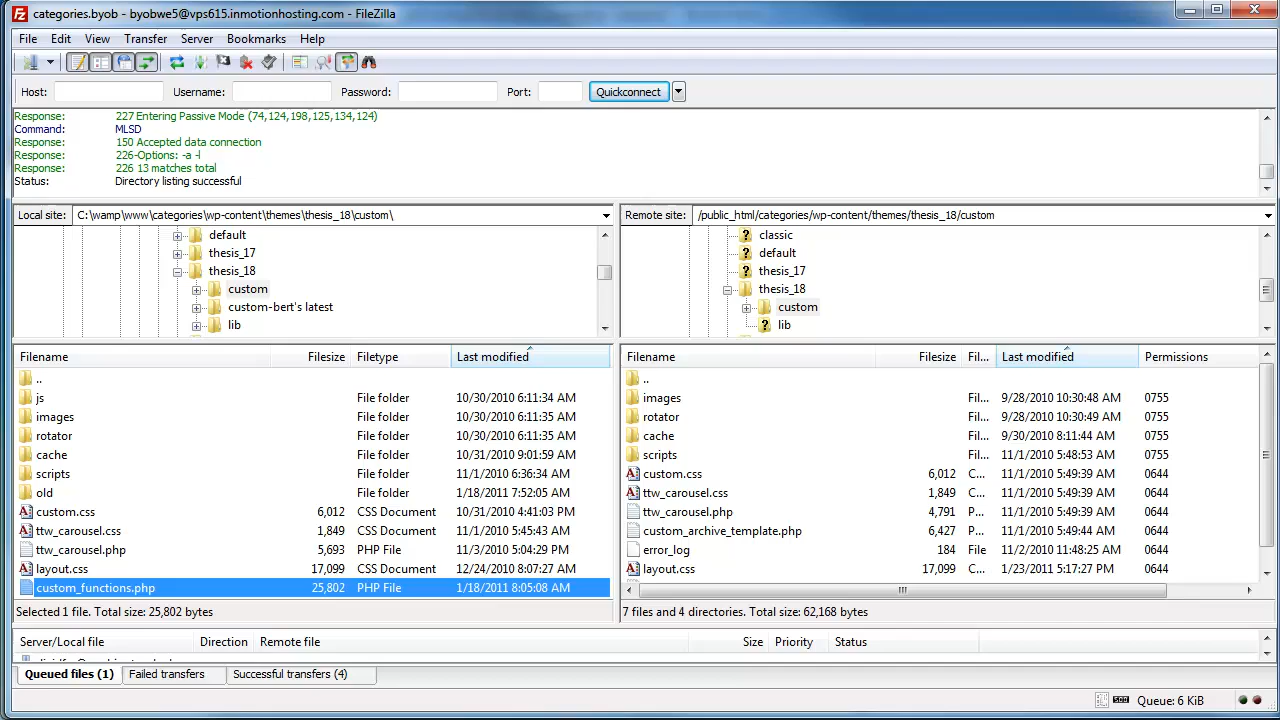 categories.byob - byobwe5@vps615.inmotionhosting.com - FileZilla
File Edit View Transfer Server Bookmarks Help
Host: Username: Password: Port: Quickconnect
Response: 227 Entering Passive Mode (74,124,198,125,134,124)
Command: MLSD
Response: 150 Accepted data connection
Response: 226-Options: -a -l
Response: 226 13 matches total
Status: Directory listing successful
Local site: C:\wamp\www\categories\wp-content\themes\thesis_18\custom\
default
thesis_17
thesis_18
custom
custom-bert's latest
lib
Remote site: /public_html/categories/wp-content/themes/thesis_18/custom
classic
default
thesis_17
thesis_18
custom
lib
Filename Filesize Filetype Last modified
..
js File folder 10/30/2010 6:11:34 AM
images File folder 10/30/2010 6:11:35 AM
rotator File folder 10/30/2010 6:11:35 AM
cache File folder 10/31/2010 9:01:59 AM
scripts File folder 11/1/2010 6:36:34 AM
old File folder 1/18/2011 7:52:05 AM
custom.css 6,012 CSS Document 10/31/2010 4:41:03 PM
ttw_carousel.css 1,849 CSS Document 11/1/2010 5:45:43 AM
ttw_carousel.php 5,693 PHP File 11/3/2010 5:04:29 PM
layout.css 17,099 CSS Document 12/24/2010 8:07:27 AM
custom_functions.php 25,802 PHP File 1/18/2011 8:05:08 AM
Selected 1 file. Total size: 25,802 bytes
Filename Filesize Fil... Last modified Permissions
..
images Fil... 9/28/2010 10:30:48 AM 0755
rotator Fil... 9/28/2010 10:30:49 AM 0755
cache Fil... 9/30/2010 8:11:44 AM 0755
scripts Fil... 11/1/2010 5:48:53 AM 0755
custom.css 6,012 C... 11/1/2010 5:49:39 AM 0644
ttw_carousel.css 1,849 C... 11/1/2010 5:49:39 AM 0644
ttw_carousel.php 4,791 P... 11/1/2010 5:49:39 AM 0644
custom_archive_template.php 6,427 P... 11/1/2010 5:49:44 AM 0644
error_log 184 File 11/2/2010 11:48:25 AM 0644
layout.css 17,099 C... 1/23/2011 5:17:27 PM 0644
7 files and 4 directories. Total size: 62,168 bytes
Server/Local file Direction Remote file Size Priority Status
Queued files (1) Failed transfers Successful transfers (4)
Queue: 6 KiB